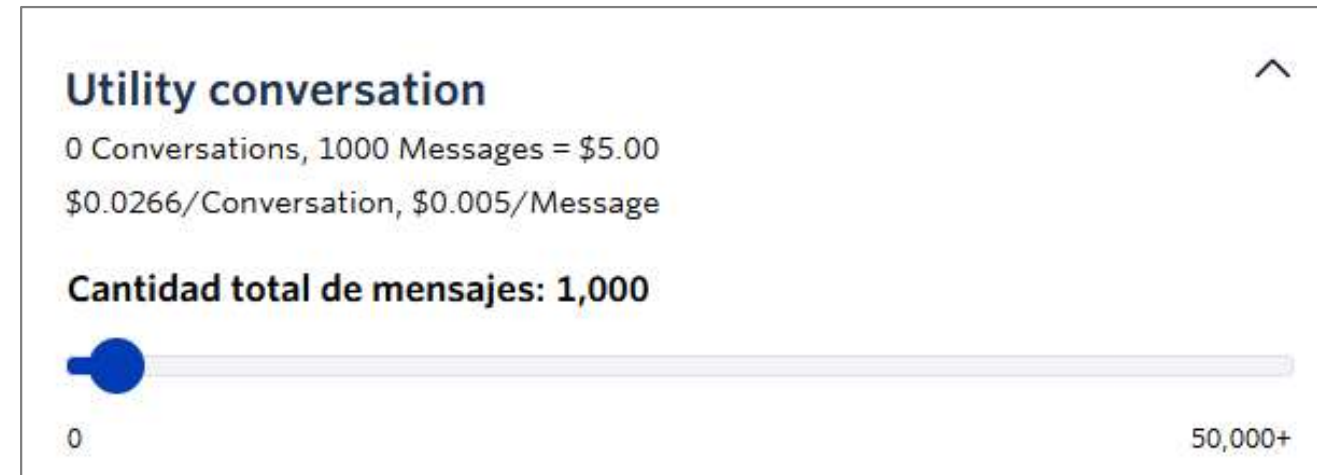 Utility conversation
0 Conversations, 1000 Messages = $5.00
$0.0266/Conversation, $0.005/Message
Cantidad total de mensajes: 1,000
0 50,000+